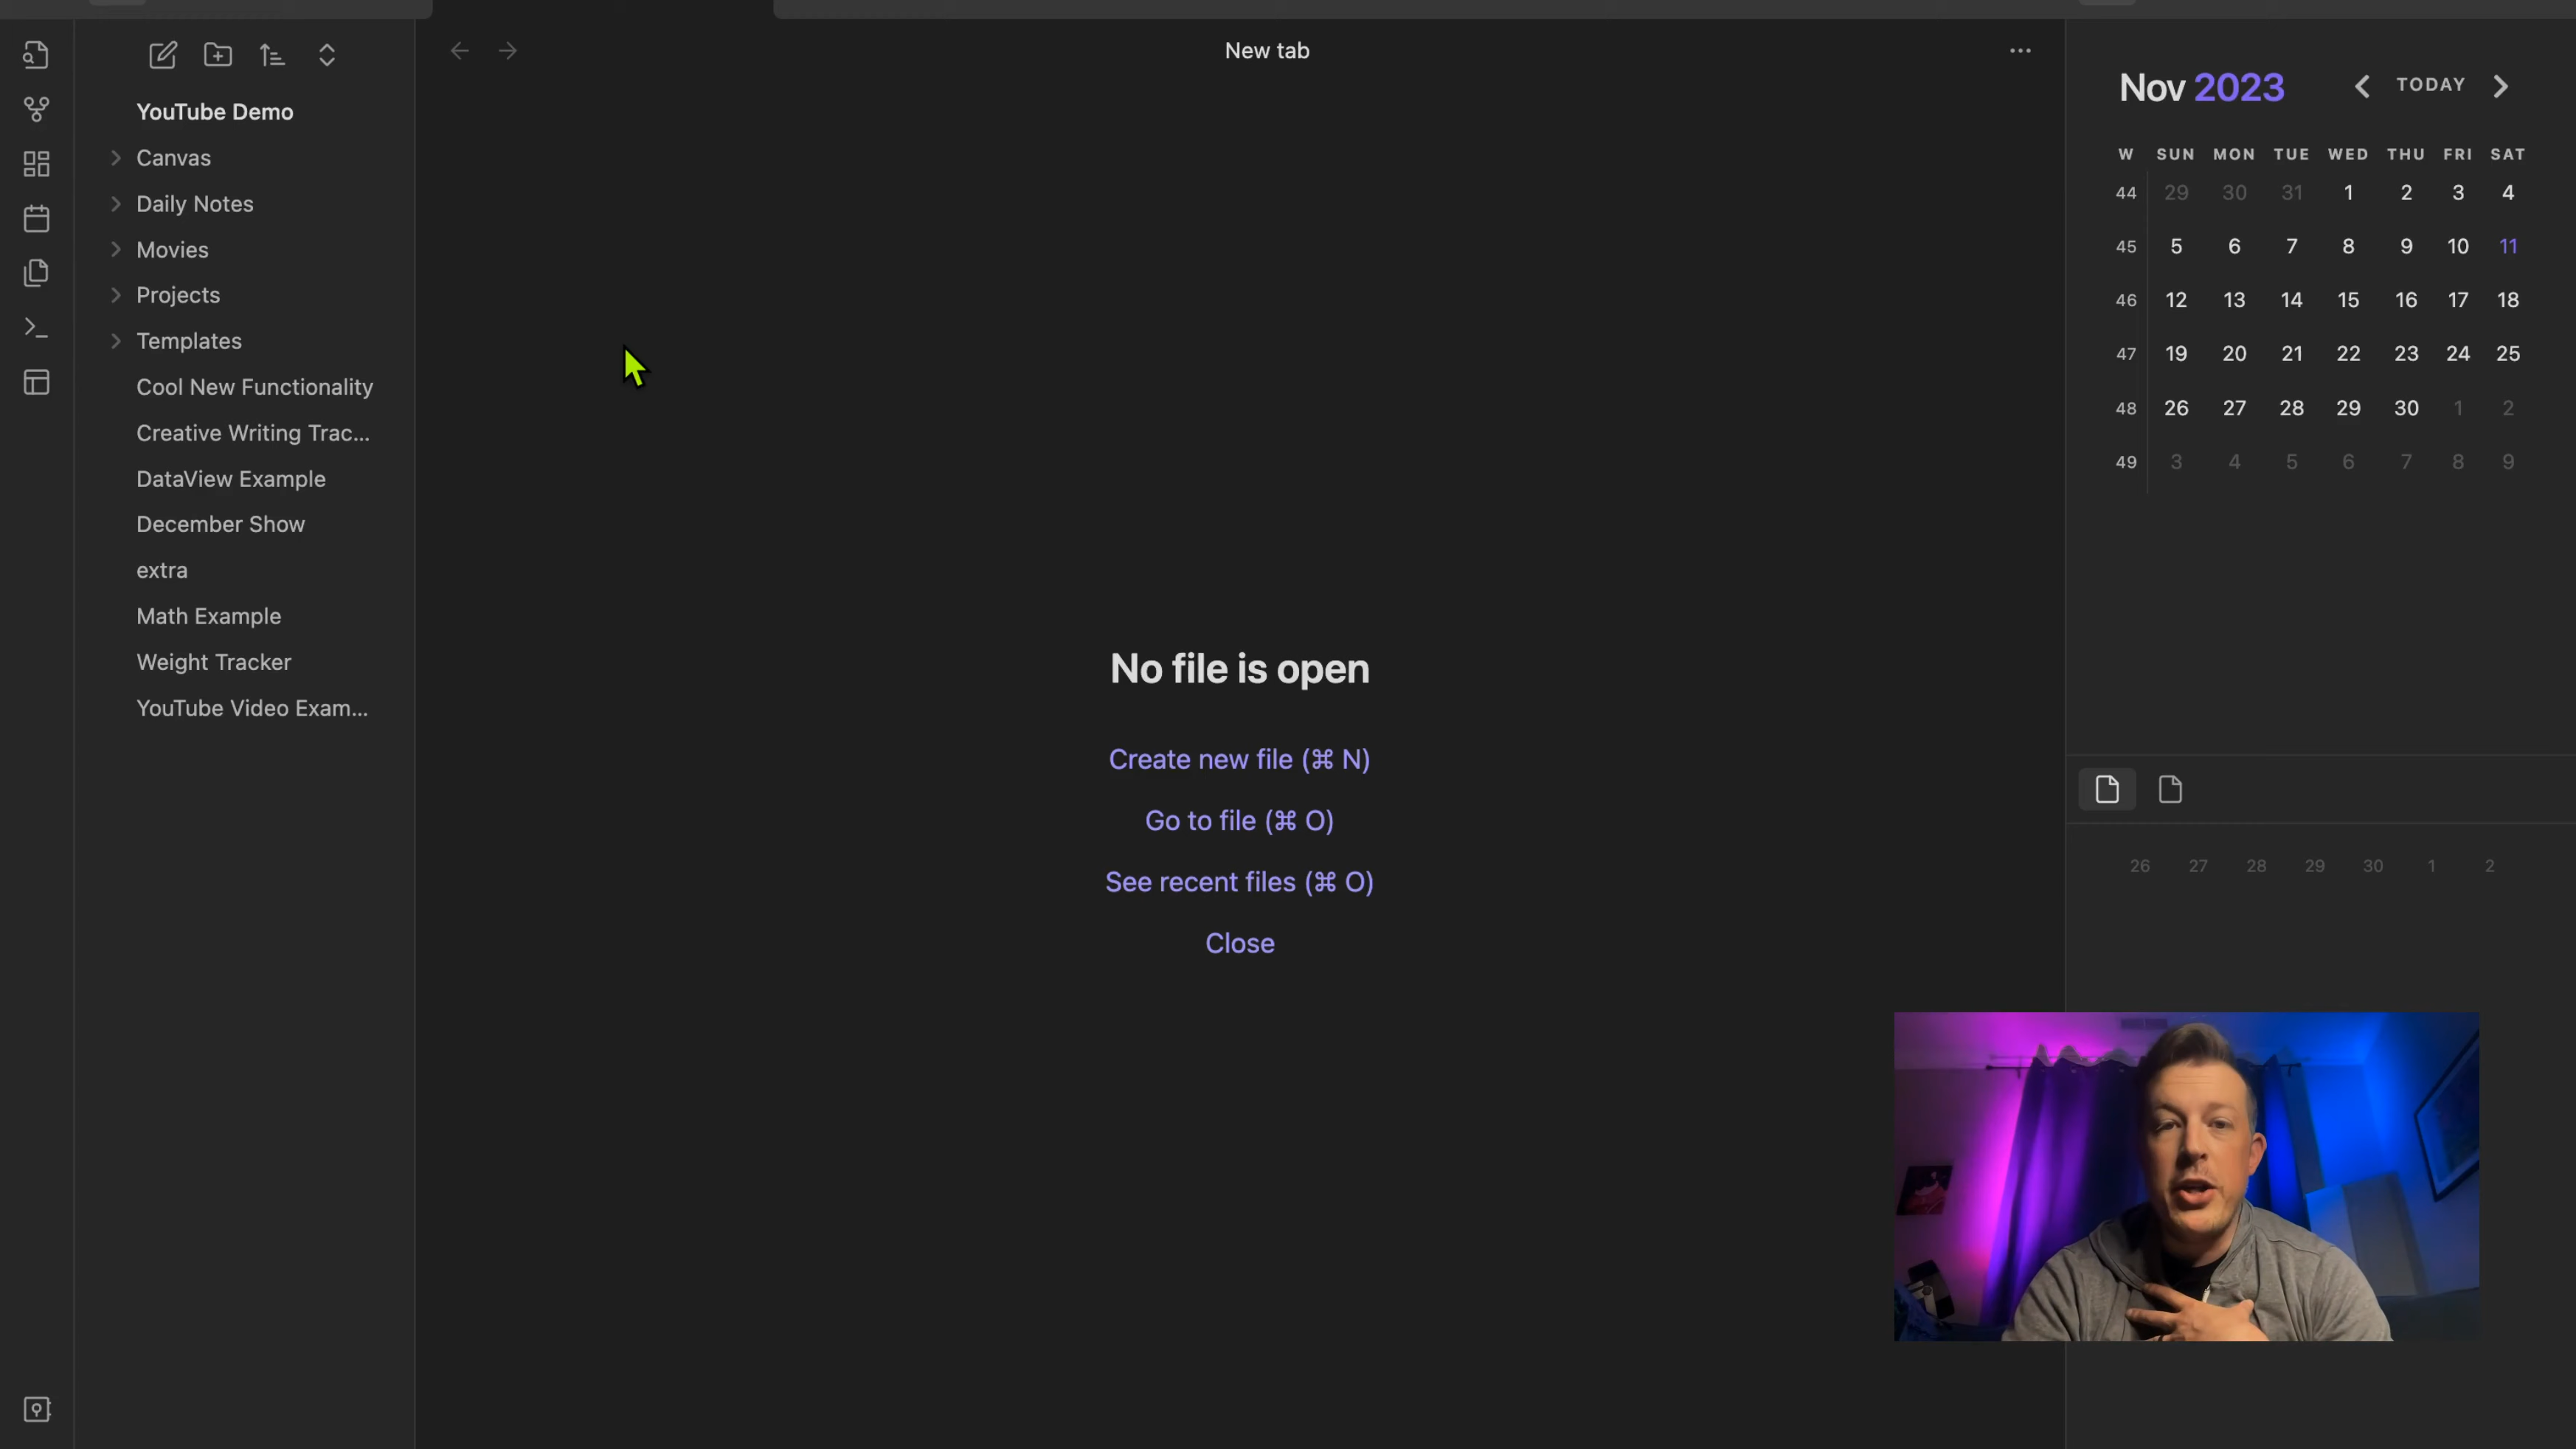 New tab
YouTube Demo
Canvas
Daily Notes
Movies
Projects
Templates
Cool New Functionality
Creative Writing Trac...
DataView Example
December Show
extra
Math Example
Weight Tracker
YouTube Video Exam...
No file is open
Create new file (⌘ N)
Go to file (⌘ O)
See recent files (⌘ O)
Close
Nov 2023
TODAY
W SUN MON TUE WED THU FRI SAT
44 29 30 31 1 2 3 4
45 5 6 7 8 9 10 11
46 12 13 14 15 16 17 18
47 19 20 21 22 23 24 25
48 26 27 28 29 30 1 2
49 3 4 5 6 7 8 9
26 27 28 29 30 1 2